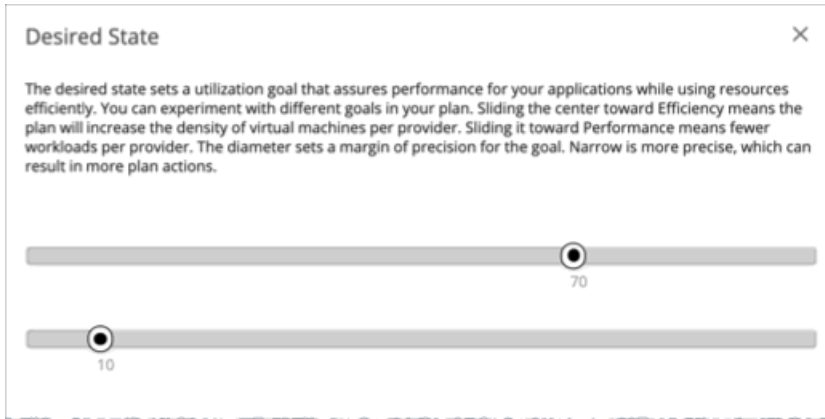 Desired State
The desired state sets a utilization goal that assures performance for your applications while using resources
efficiently. You can experiment with different goals in your plan. Sliding the center toward Efficiency means the
plan will increase the density of virtual machines per provider. Sliding it toward Performance means fewer
workloads per provider. The diameter sets a margin of precision for the goal. Narrow is more precise, which can
result in more plan actions.
70
10